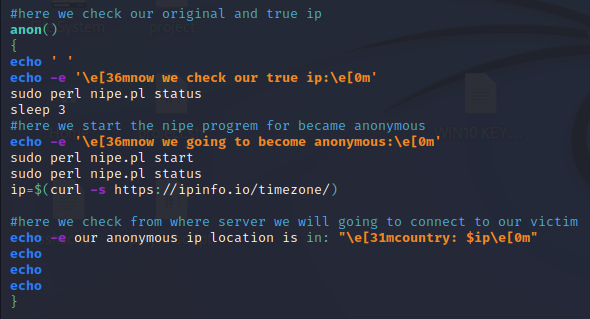 #here we check our original and true ip
anon()
{
echo ' '
echo -e '\e[36mnow we check our true ip:\e[0m'
sudo perl nipe.pl status
sleep 3
#here we start the nipe progrem for became anonymous
echo -e '\e[36mnow we going to become anonymous:\e[0m'
sudo perl nipe.pl start
sudo perl nipe.pl status
ip=$(curl -s https://ipinfo.io/timezone/)
#here we check from where server we will going to connect to our victim
echo -e our anonymous ip location is in: "\e[31mcountry: $ip\e[0m"
echo
echo
echo
}
WIN10 KEY